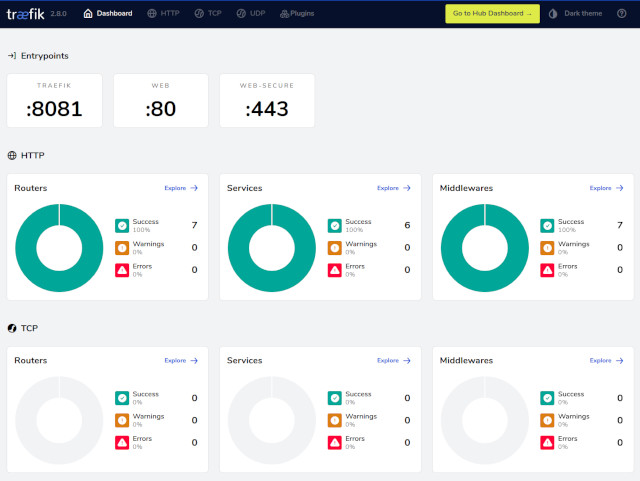 træfik 2.8.0 Dashboard HTTP TCP UDP Plugins Go to Hub Dashboard → Dark theme
Entrypoints
TRAEFIK WEB WEB-SECURE
:8081 :80 :443
HTTP
Routers Explore → Services Explore → Middlewares Explore →
Success 7 Success 6 Success 7
100% 100% 100%
Warnings 0 Warnings 0 Warnings 0
0% 0% 0%
Errors 0 Errors 0 Errors 0
0% 0% 0%
TCP
Routers Explore → Services Explore → Middlewares Explore →
Success 0 Success 0 Success 0
0% 0% 0%
Warnings 0 Warnings 0 Warnings 0
0% 0% 0%
Errors 0 Errors 0 Errors 0
0% 0% 0%